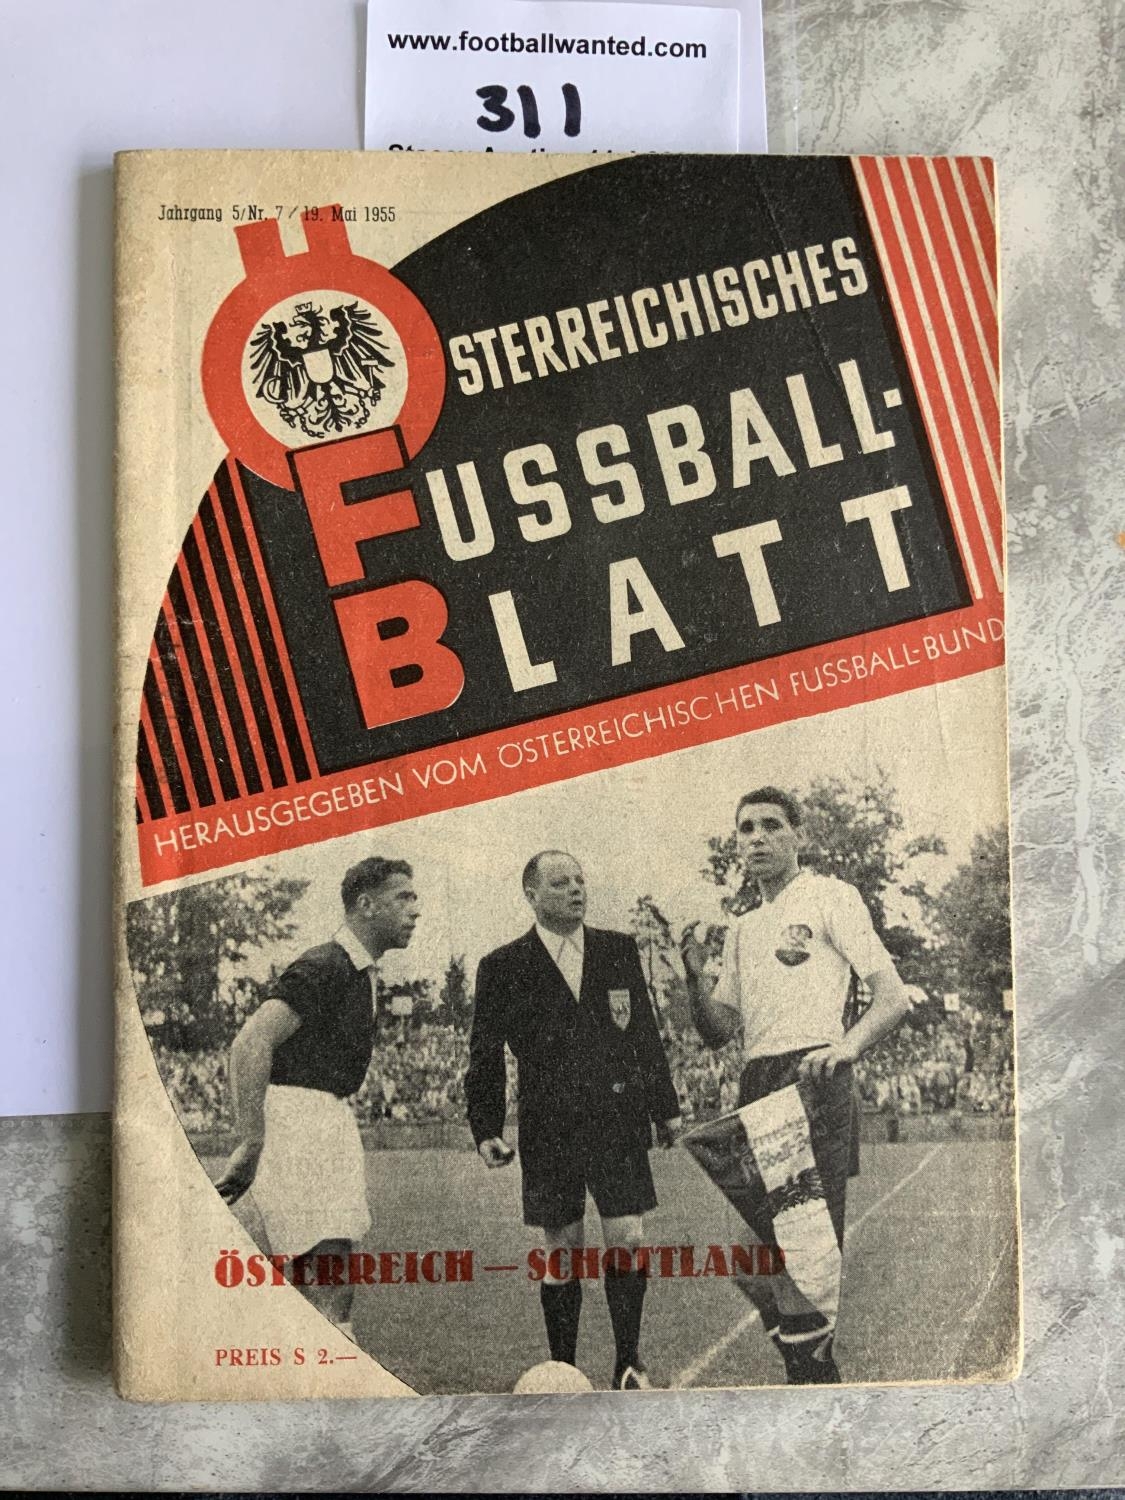 www.footballwanted.com
311
Jahrgang 5/Nr. 7 / 19. Mai 1955
ÖSTERREICHISCHES
FUSSBALL-
BLATT
HERAUSGEGEBEN VOM ÖSTERREICHISCHEN FUSSBALL-BUND
ÖSTERREICH — SCHOTTLAND
PREIS S 2.—